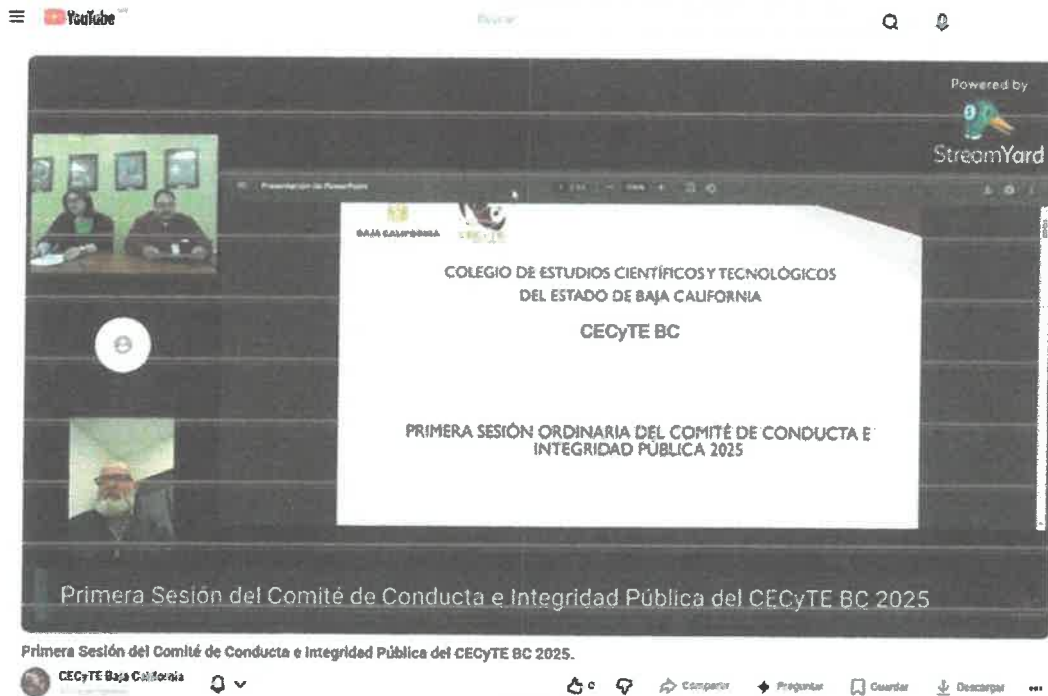 YouTube
Buscar
Powered by
StreamYard
Presentación de PowerPoint
BAJA CALIFORNIA
COLEGIO DE ESTUDIOS CIENTÍFICOS Y TECNOLÓGICOS
DEL ESTADO DE BAJA CALIFORNIA
CECyTE BC
PRIMERA SESIÓN ORDINARIA DEL COMITÉ DE CONDUCTA E
INTEGRIDAD PÚBLICA 2025
Primera Sesión del Comité de Conducta e Integridad Pública del CECyTE BC 2025
Primera Sesión del Comité de Conducta e Integridad Pública del CECyTE BC 2025.
CECyTE Baja California
0 Compartir Preguntar Guardar Descargar